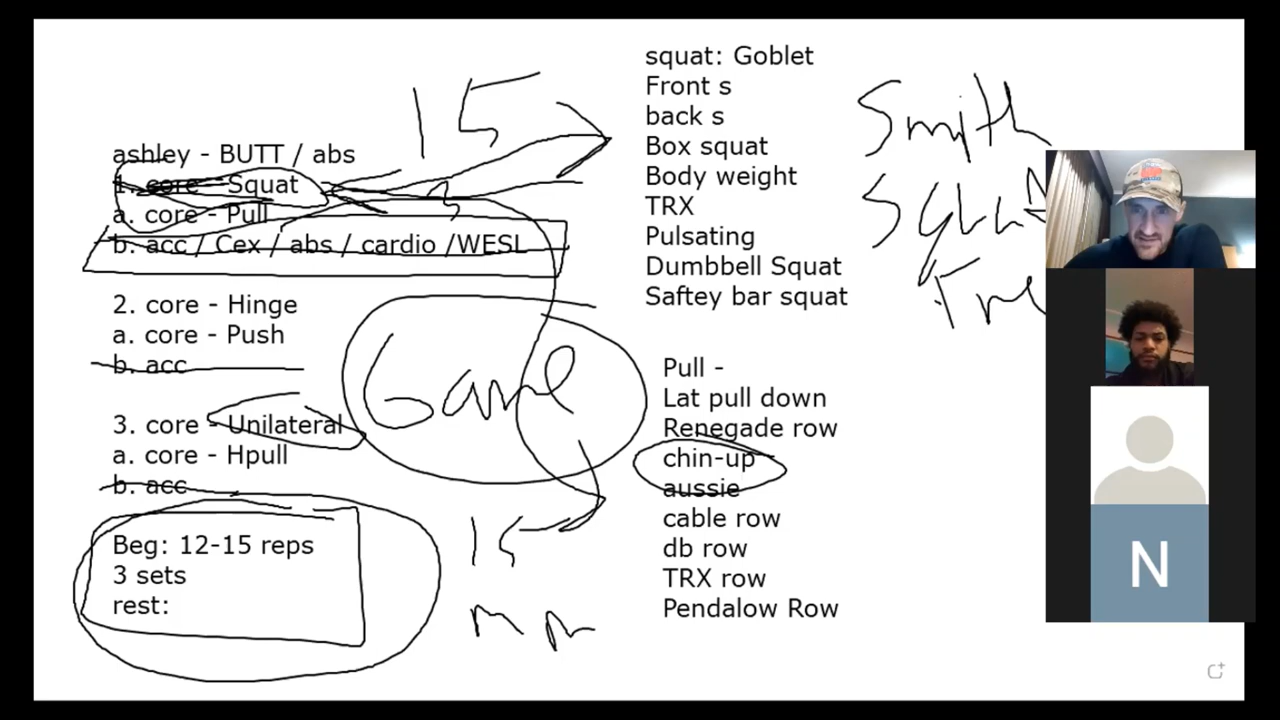 15
ashley - BUTT / abs
1. core - Squat
a. core - Pull
b. acc / Cex / abs / cardio /WESL
2. core - Hinge
a. core - Push
b. acc
3. core - Unilateral
a. core - Hpull
b. acc
Beg: 12-15 reps
3 sets
rest:
Game
15
squat: Goblet
Front s
back s
Box squat
Body weight
TRX
Pulsating
Dumbbell Squat
Saftey bar squat
Pull -
Lat pull down
Renegade row
chin-up
aussie
cable row
db row
TRX row
Pendalow Row
Smith
N